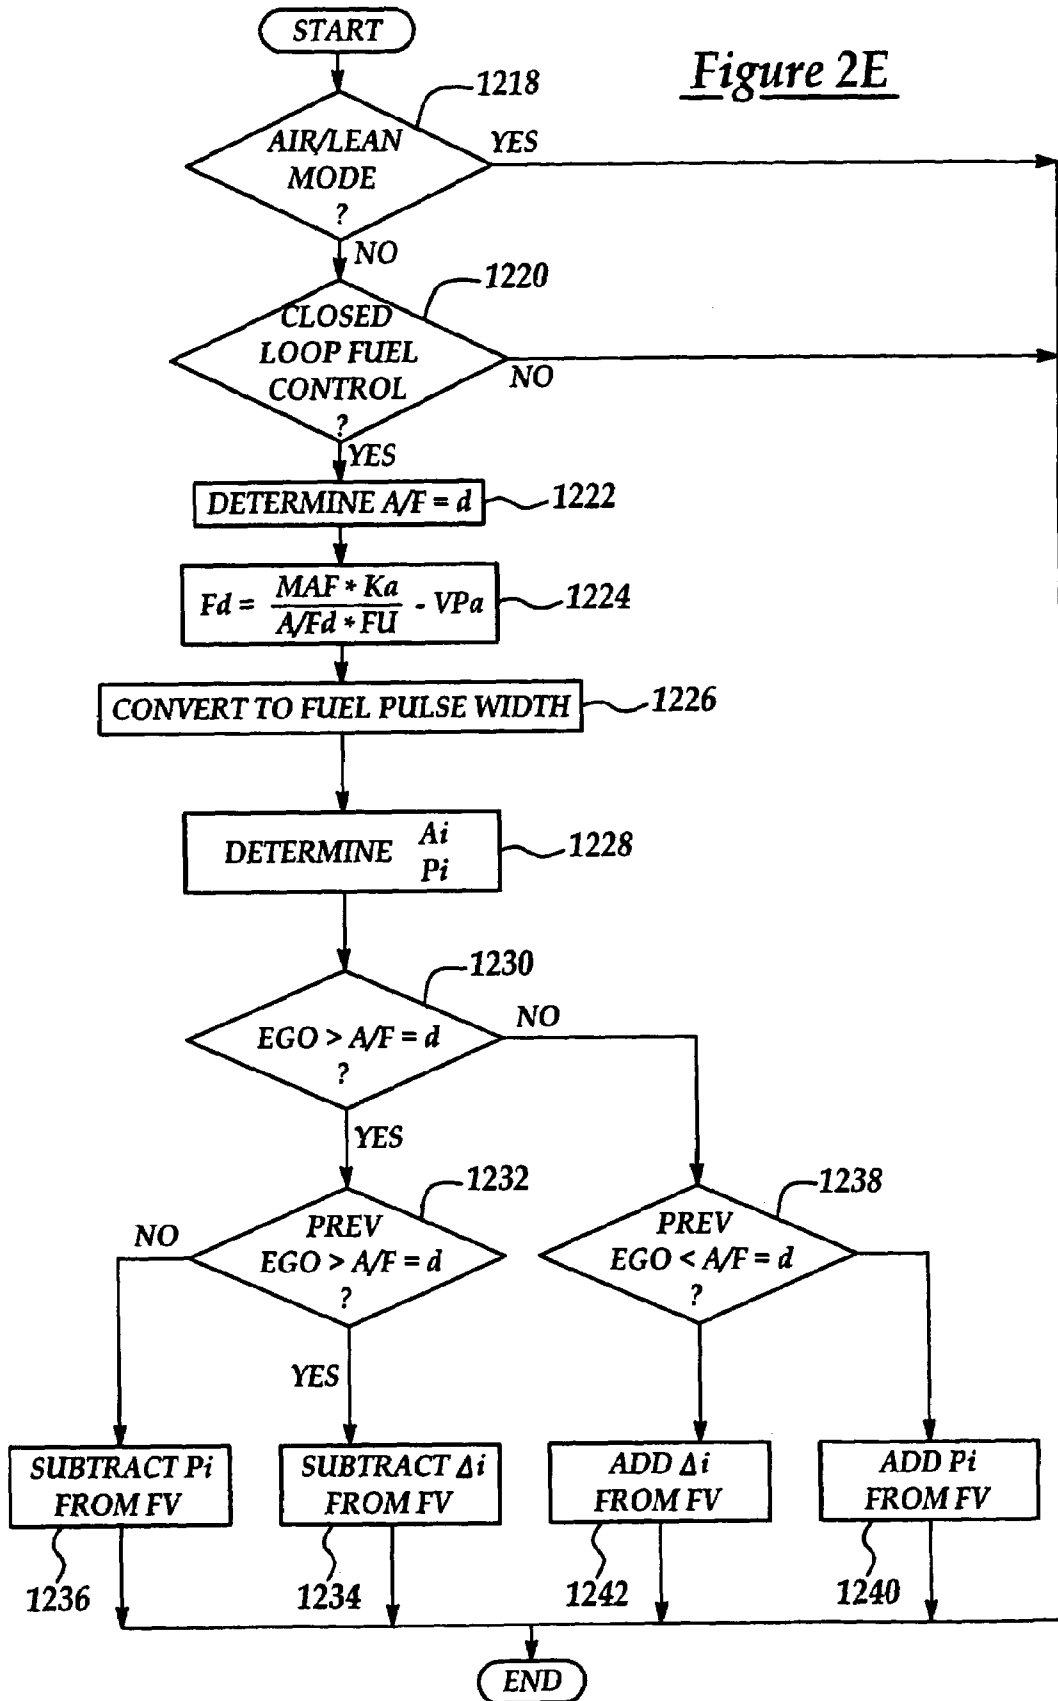 START
Figure 2E
1218
AIR/LEAN
MODE
?
YES
NO
1220
CLOSED
LOOP FUEL
CONTROL
?
NO
YES
DETERMINE A/F = d
1222
Fd = MAF * Ka / A/Fd * FU - VPa
1224
CONVERT TO FUEL PULSE WIDTH
1226
DETERMINE Ai
Pi
1228
1230
EGO > A/F = d
?
NO
YES
1232
PREV
EGO > A/F = d
?
NO
YES
1238
PREV
EGO < A/F = d
?
SUBTRACT Pi
FROM FV
1236
SUBTRACT Δi
FROM FV
1234
ADD Δi
FROM FV
1242
ADD Pi
FROM FV
1240
END